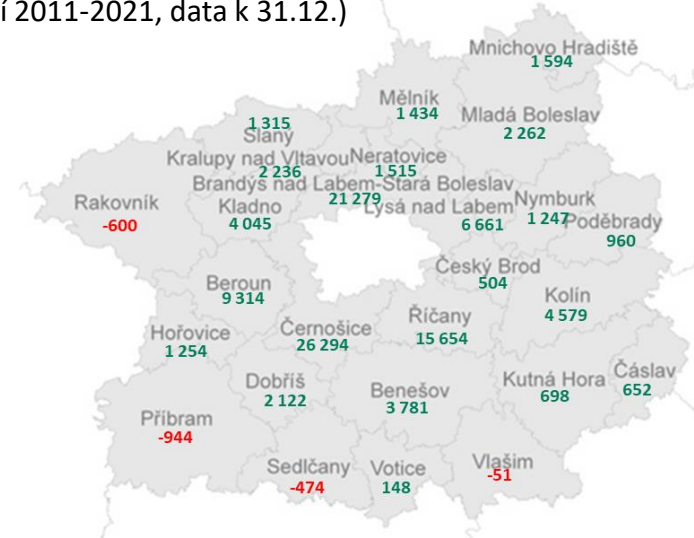 í 2011-2021, data k 31.12.)
Mnichovo Hradiště
1 594
Mělník
1 434
Mladá Boleslav
2 262
1 315
Slaný
Kralupy nad Vltavou
2 236
Neratovice
1 515
Brandýs nad Labem-Stará Boleslav
21 279
Rakovník
-600
Kladno
4 045
Lysá nad Labem
6 661
Nymburk
1 247
Poděbrady
960
Český Brod
504
Beroun
9 314
Kolín
4 579
Říčany
15 654
Černošice
26 294
Hořovice
1 254
Dobříš
2 122
Benešov
3 781
Kutná Hora
698
Čáslav
652
Příbram
-944
Sedlčany
-474
Votice
148
Vlašim
-51